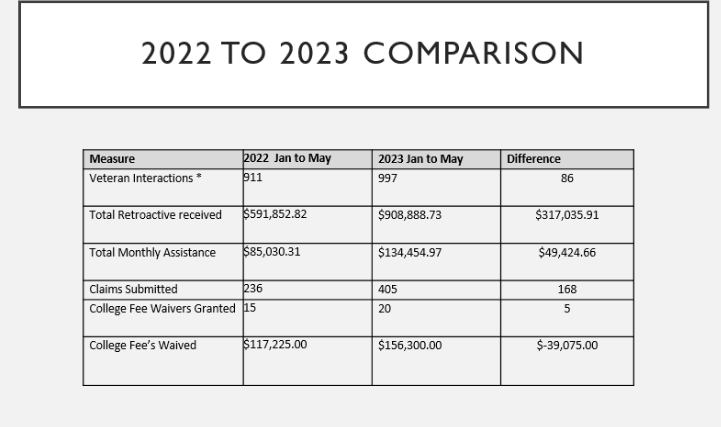 2022 TO 2023 COMPARISON
Measure 2022 Jan to May 2023 Jan to May Difference
Veteran Interactions * 911 997 86
Total Retroactive received $591,852.82 $908,888.73 $317,035.91
Total Monthly Assistance $85,030.31 $134,454.97 $49,424.66
Claims Submitted 236 405 168
College Fee Waivers Granted 15 20 5
College Fee’s Waived $117,225.00 $156,300.00 $-39,075.00